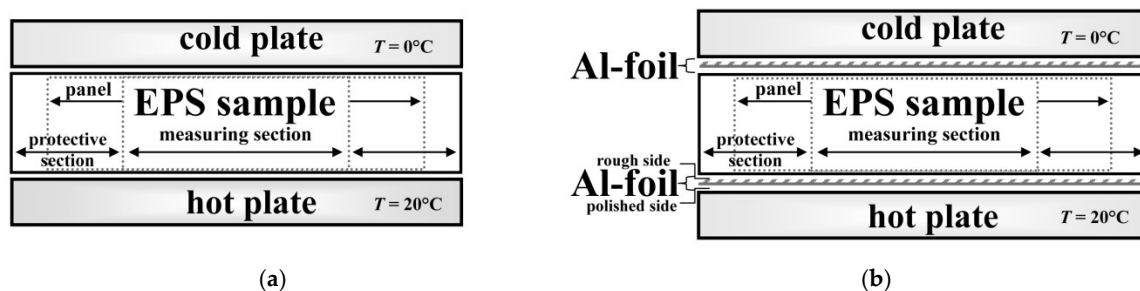 cold plate T = 0°C
panel
EPS sample
measuring section
protective
section
hot plate T = 20°C
(a)
cold plate T = 0°C
Al-foil
panel
EPS sample
measuring section
protective
section
rough side
Al-foil
polished side
hot plate T = 20°C
(b)